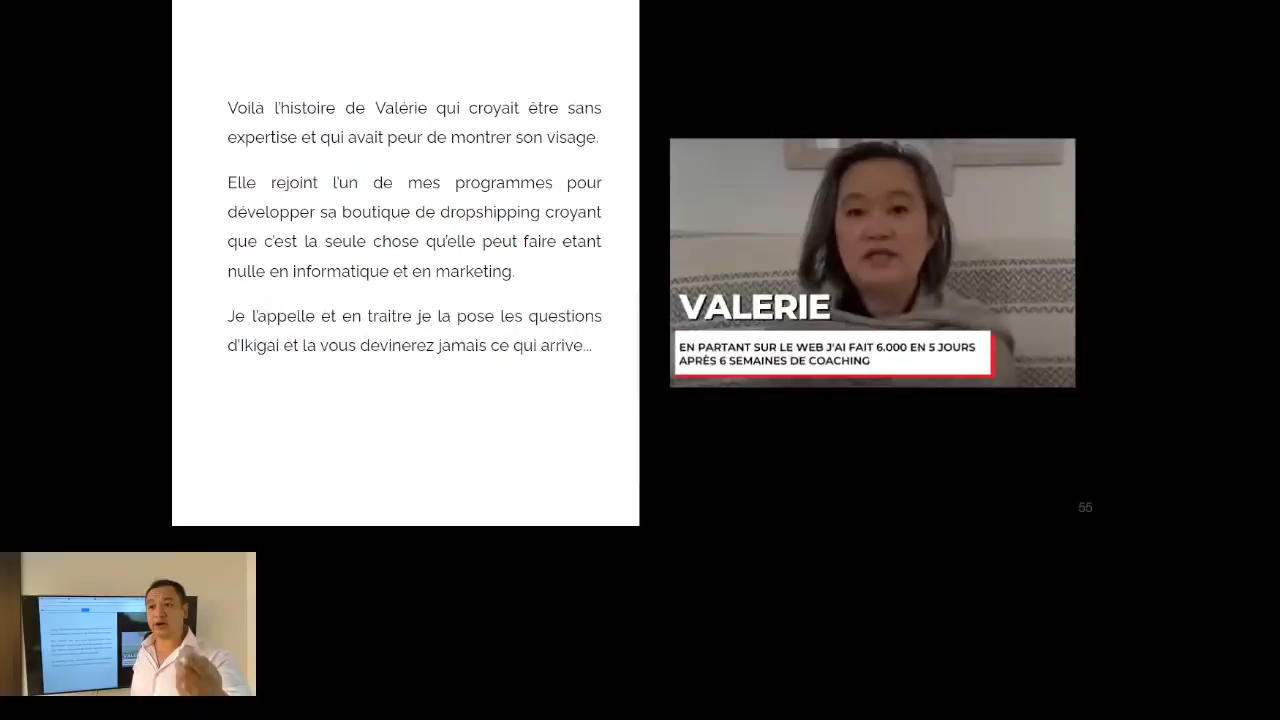 Voilà l'histoire de Valérie qui croyait être sans
expertise et qui avait peur de montrer son visage.
Elle rejoint l'un de mes programmes pour
développer sa boutique de dropshipping croyant
que c'est la seule chose qu'elle peut faire etant
nulle en informatique et en marketing.
Je l'appelle et en traitre je la pose les questions
d'Ikigai et la vous devinerez jamais ce qui arrive...
VALERIE
EN PARTANT SUR LE WEB J'AI FAIT 6.000 EN 5 JOURS
APRÈS 6 SEMAINES DE COACHING
55